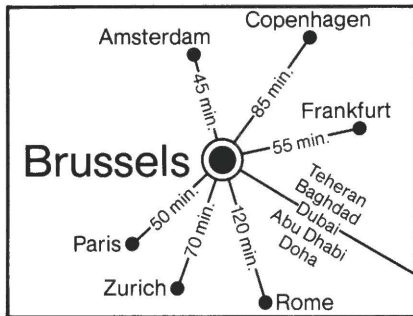 Copenhagen
Amsterdam
45 min.
85 min.
Frankfurt
55 min.
Brussels
Teheran
Baghdad
Dubai
Abu Dhabi
Doha
50 min.
70 min.
120 min.
Paris
Zurich
Rome